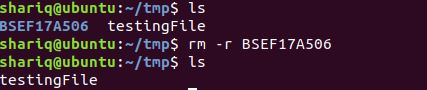 shariq@ubuntu:~/tmp$ ls
BSEF17A506  testingFile
shariq@ubuntu:~/tmp$ rm -r BSEF17A506
shariq@ubuntu:~/tmp$ ls
testingFile